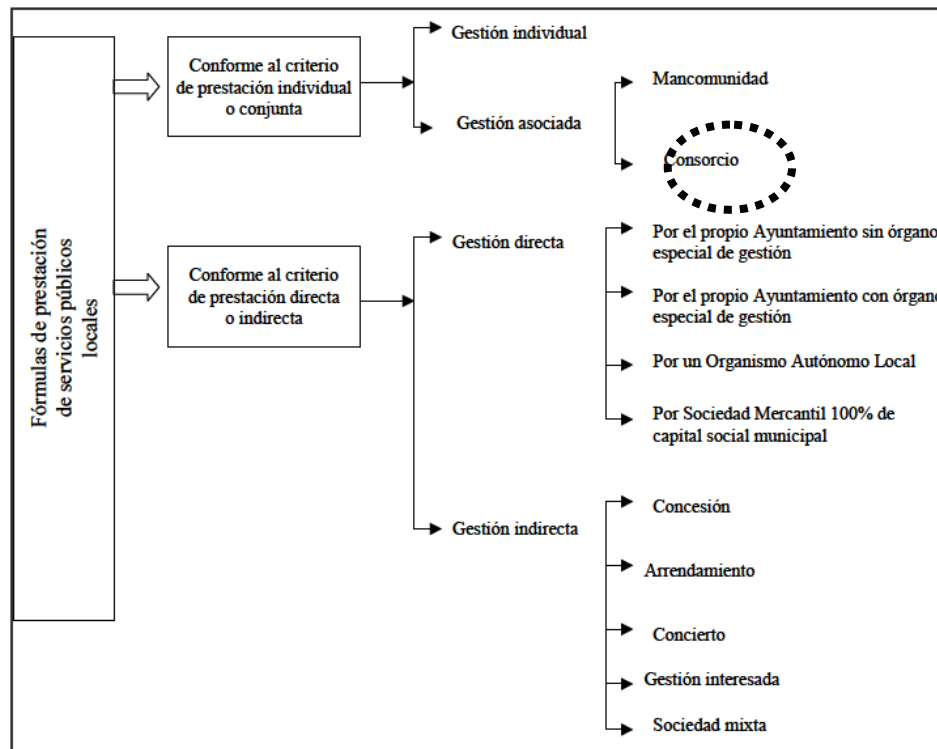 Fórmulas de prestación
de servicios públicos
locales
Conforme al criterio
de prestación individual
o conjunta
Gestión individual
Gestión asociada
Mancomunidad
Consorcio
Conforme al criterio
de prestación directa
o indirecta
Gestión directa
Por el propio Ayuntamiento sin órgano
especial de gestión
Por el propio Ayuntamiento con órgano
especial de gestión
Por un Organismo Autónomo Local
Por Sociedad Mercantil 100% de
capital social municipal
Gestión indirecta
Concesión
Arrendamiento
Concierto
Gestión interesada
Sociedad mixta